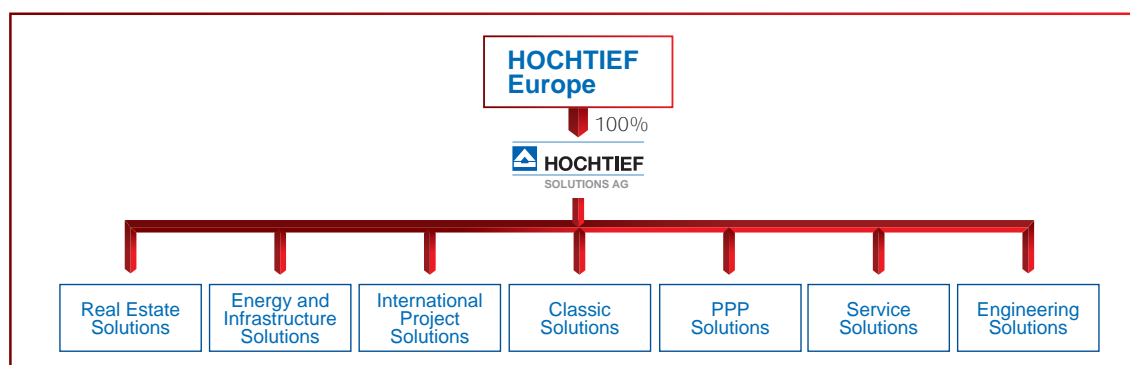 HOCHTIEF
Europe
100%
HOCHTIEF
SOLUTIONS AG
Real Estate
Solutions
Energy and
Infrastructure
Solutions
International
Project
Solutions
Classic
Solutions
PPP
Solutions
Service
Solutions
Engineering
Solutions